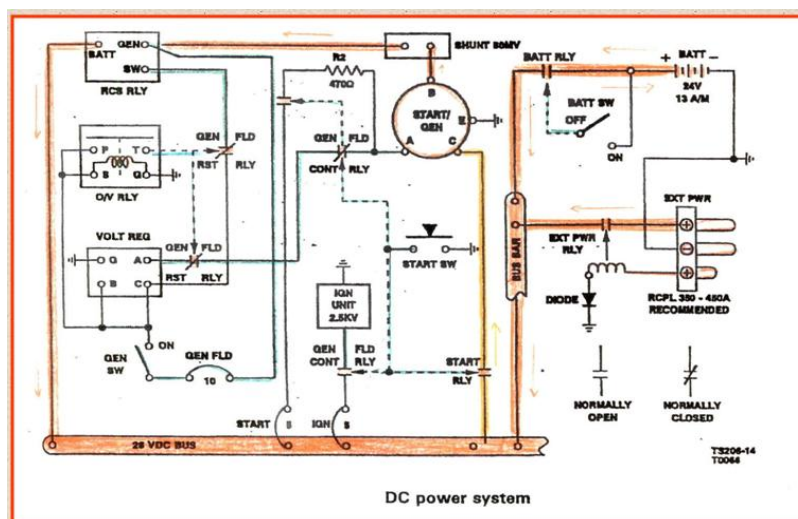 BATT
GEN
SW
RCS RLY
SHUNT 50MV
R2
470Ω
B
START/
GEN
E
A
C
BATT RLY
+ BATT -
24V
13 A/M
BATT SW
OFF
ON
P
T
S
G
O/V RLY
GEN FLD
RST RLY
GEN FLD
CONT RLY
VOLT REG
G
A
B
C
GEN FLD
RST RLY
START SW
IGN
UNIT
2.5KV
BUS BAR
EXT PWR
EXT PWR
RLY
DIODE
RCPL 350 - 450A
RECOMMENDED
ON
GEN
SW
GEN FLD
10
GEN FLD
CONT RLY
START
RLY
START
5
IGN
5
NORMALLY
OPEN
NORMALLY
CLOSED
28 VDC BUS
TS206-14
T0064
DC power system